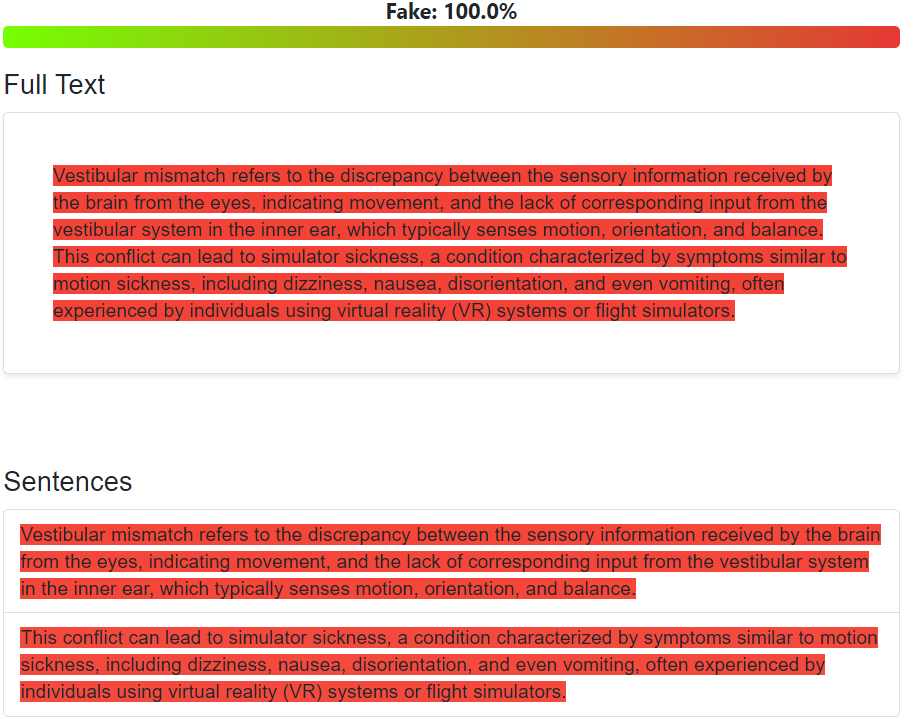 Fake: 100.0%
Full Text
Vestibular mismatch refers to the discrepancy between the sensory information received by
the brain from the eyes, indicating movement, and the lack of corresponding input from the
vestibular system in the inner ear, which typically senses motion, orientation, and balance.
This conflict can lead to simulator sickness, a condition characterized by symptoms similar to
motion sickness, including dizziness, nausea, disorientation, and even vomiting, often
experienced by individuals using virtual reality (VR) systems or flight simulators.
Sentences
Vestibular mismatch refers to the discrepancy between the sensory information received by the brain
from the eyes, indicating movement, and the lack of corresponding input from the vestibular system
in the inner ear, which typically senses motion, orientation, and balance.
This conflict can lead to simulator sickness, a condition characterized by symptoms similar to motion
sickness, including dizziness, nausea, disorientation, and even vomiting, often experienced by
individuals using virtual reality (VR) systems or flight simulators.